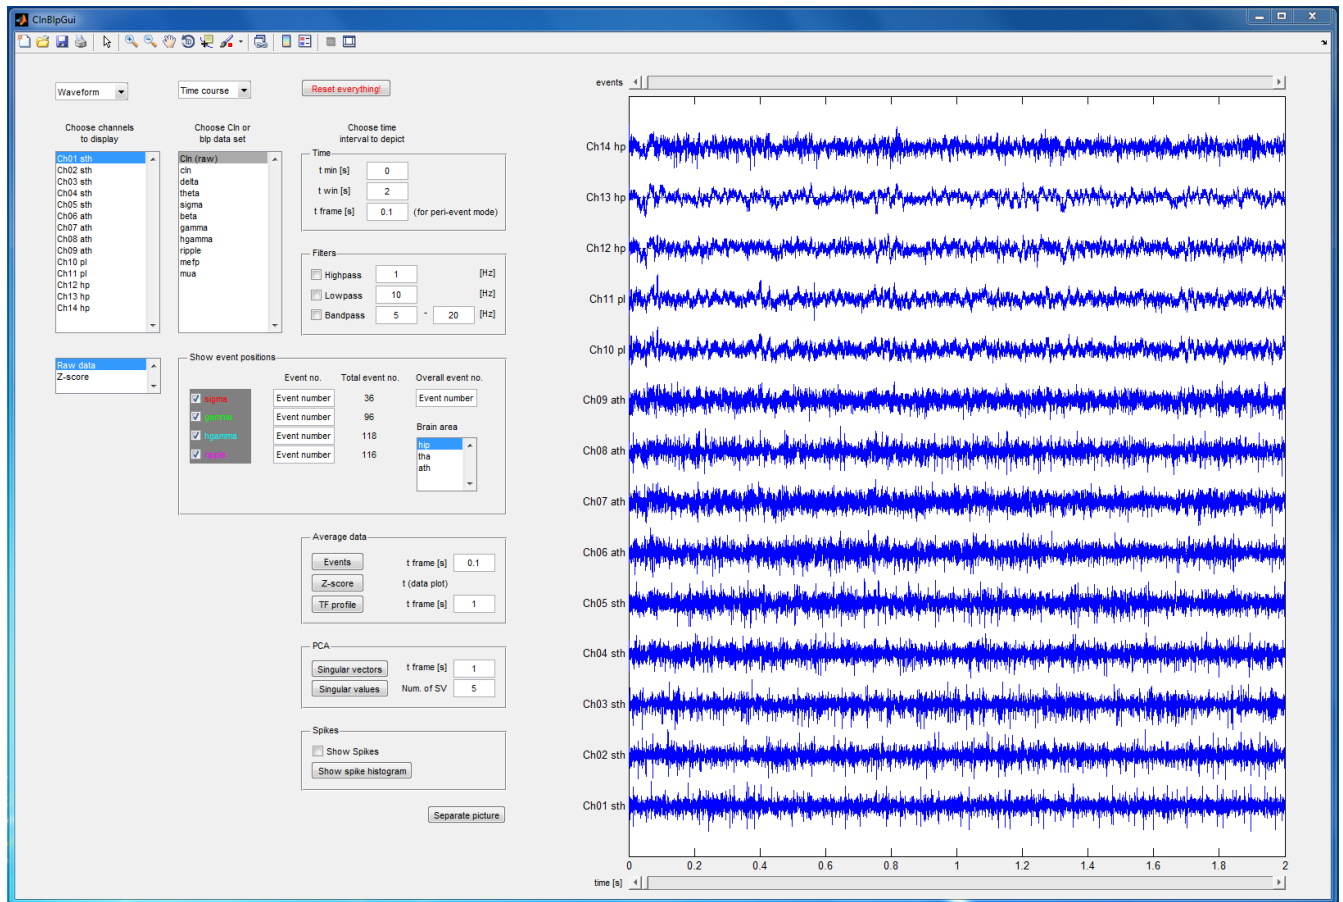 ClnBlpGui
Waveform
Time course
Reset everything!
Choose channels
to display
Ch01 sth
Ch02 sth
Ch03 sth
Ch04 sth
Ch05 sth
Ch06 ath
Ch07 ath
Ch08 ath
Ch09 ath
Ch10 pl
Ch11 pl
Ch12 hp
Ch13 hp
Ch14 hp
Choose Cln or
blp data set
Cln (raw)
cln
delta
theta
sigma
beta
gamma
hgamma
ripple
mefp
mua
Choose time
interval to depict
Time
t min [s] 0
t win [s] 2
t frame [s] 0.1 (for peri-event mode)
Filters
Highpass 1 [Hz]
Lowpass 10 [Hz]
Bandpass 5 - 20 [Hz]
Raw data
Z-score
Show event positions
Event no. Total event no. Overall event no.
sigma Event number 36 Event number
gamma Event number 96
hgamma Event number 118
ripple Event number 116
Brain area
hip
tha
ath
Average data
Events t frame [s] 0.1
Z-score t (data plot)
TF profile t frame [s] 1
PCA
Singular vectors t frame [s] 1
Singular values Num. of SV 5
Spikes
Show Spikes
Show spike histogram
Separate picture
events
Ch14 hp
Ch13 hp
Ch12 hp
Ch11 pl
Ch10 pl
Ch09 ath
Ch08 ath
Ch07 ath
Ch06 ath
Ch05 sth
Ch04 sth
Ch03 sth
Ch02 sth
Ch01 sth
0 0.2 0.4 0.6 0.8 1 1.2 1.4 1.6 1.8 2
time [s]